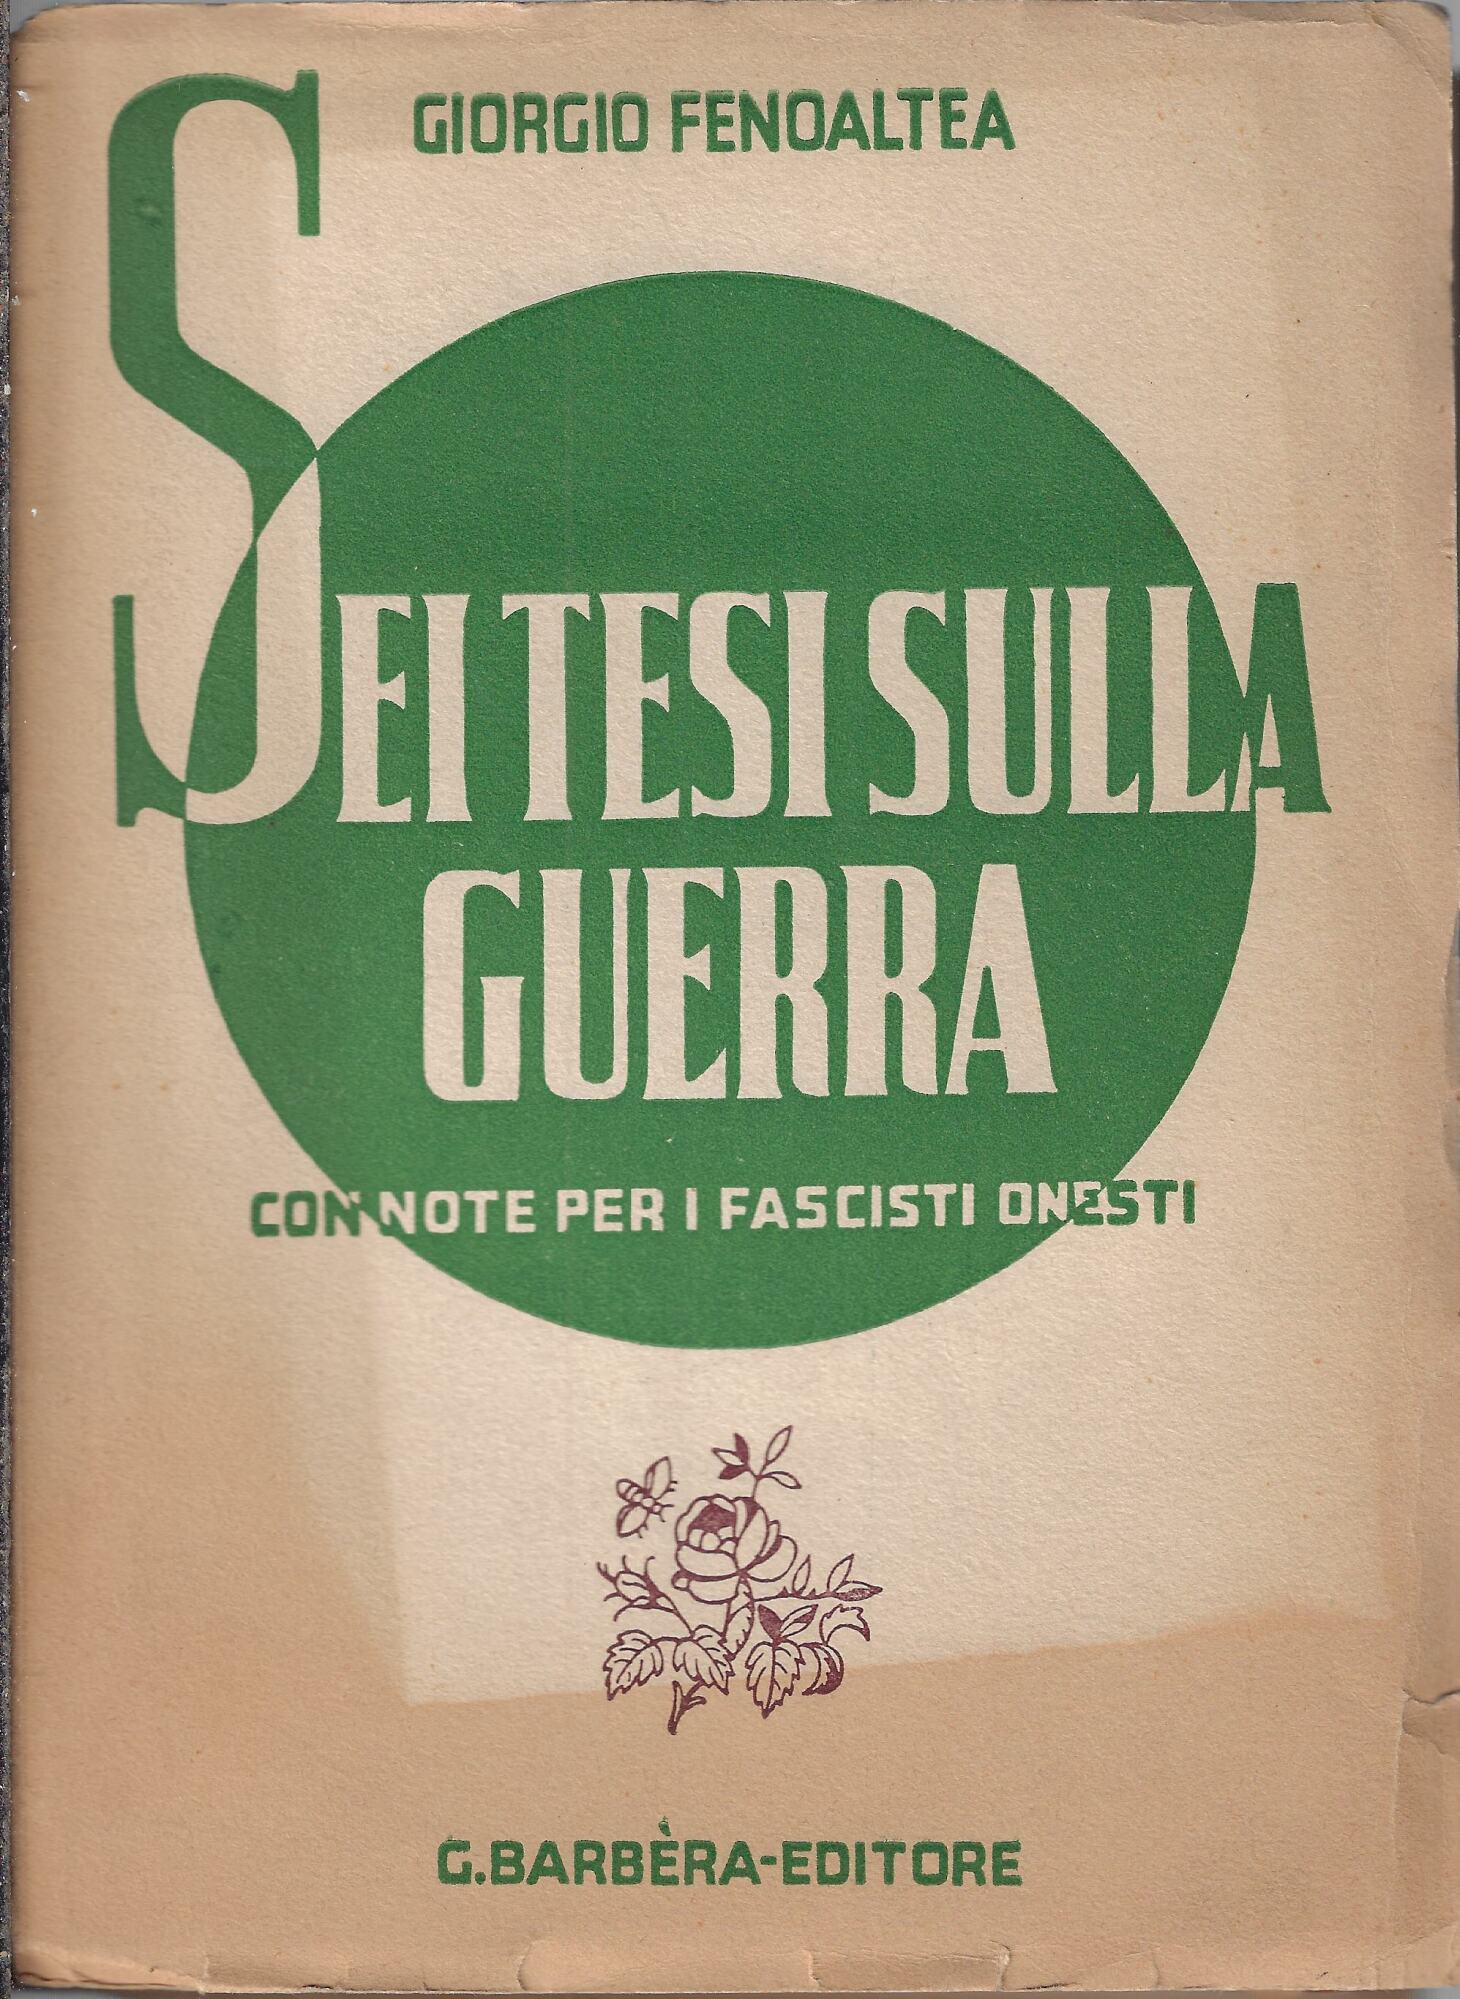 GIORGIO FENOALTEA
SEI TESI SULLA
GUERRA
CON NOTE PER I FASCISTI ONESTI
G. BARBÈRA-EDITORE